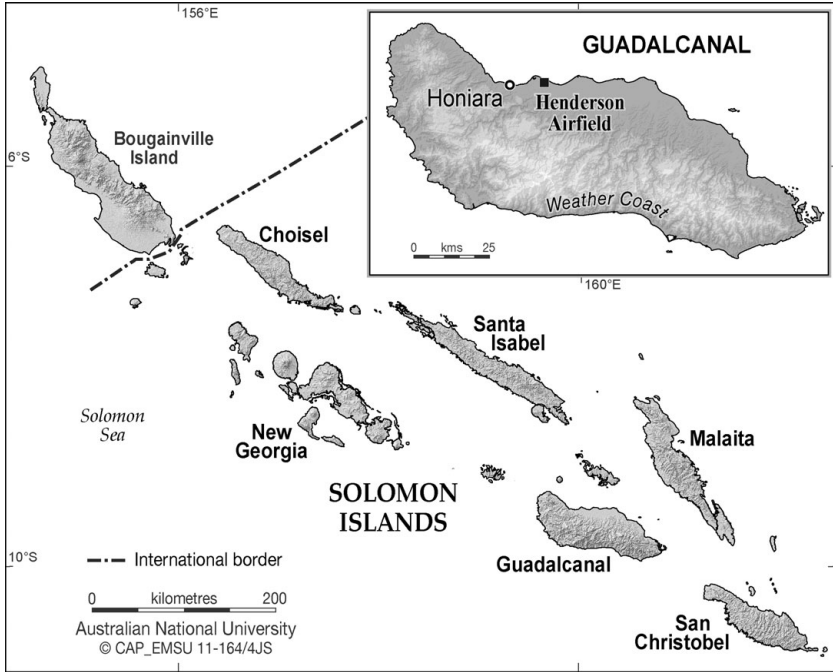 156°E
GUADALCANAL
Honiara
Henderson
Airfield
Weather Coast
0 kms 25
Bougainville
Island
6°S
Choisel
160°E
Santa
Isabel
Solomon
Sea
New
Georgia
Malaita
SOLOMON
ISLANDS
Guadalcanal
10°S
International border
0 kilometres 200
Australian National University
© CAP_EMSU 11-164/4JS
San
Christobel